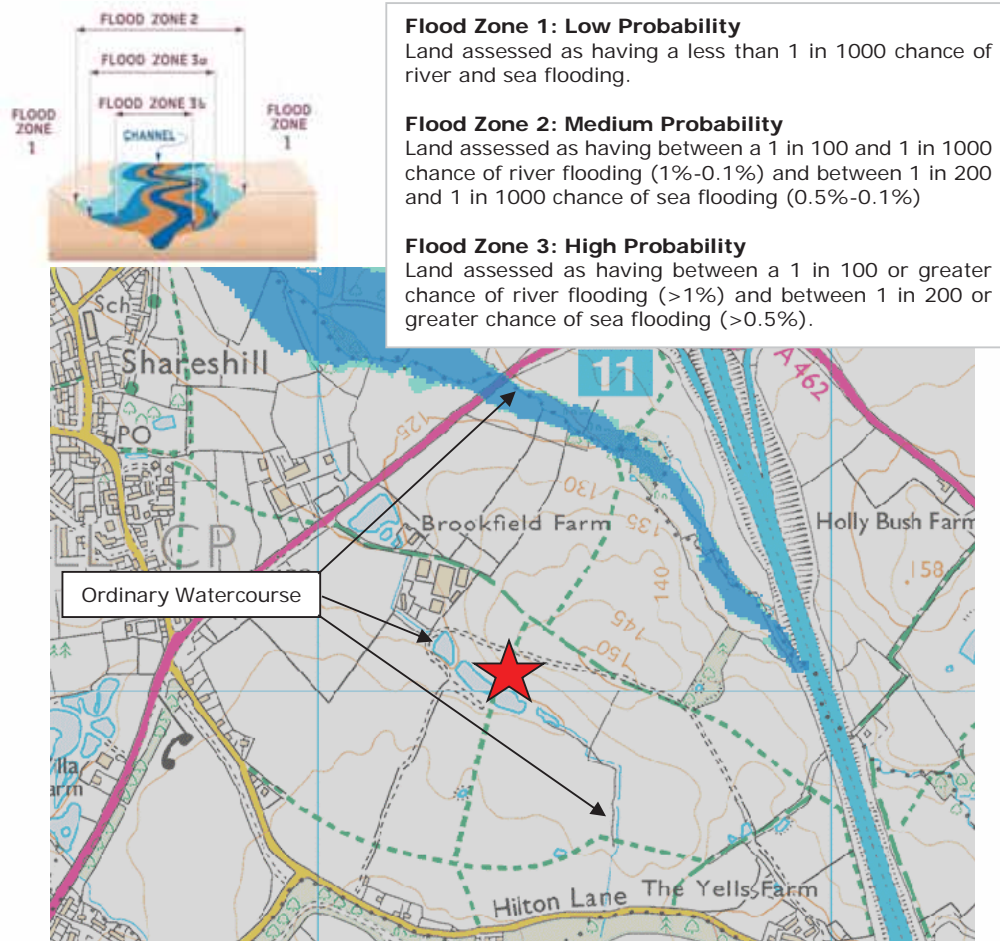 FLOOD ZONE 2
FLOOD ZONE 3a
FLOOD ZONE 3b
FLOOD
ZONE
1
CHANNEL
FLOOD
ZONE
1
Flood Zone 1: Low Probability
Land assessed as having a less than 1 in 1000 chance of
river and sea flooding.
Flood Zone 2: Medium Probability
Land assessed as having between a 1 in 100 and 1 in 1000
chance of river flooding (1%-0.1%) and between 1 in 200
and 1 in 1000 chance of sea flooding (0.5%-0.1%)
Flood Zone 3: High Probability
Land assessed as having between a 1 in 100 or greater
chance of river flooding (>1%) and between 1 in 200 or
greater chance of sea flooding (>0.5%).
Sch
Shareshill
11
A 462
PO
125
130
Brookfield Farm
135
Holly Bush Farm
CP
140
158
Ordinary Watercourse
145
150
lla
arm
Hilton Lane
The Yells Farm